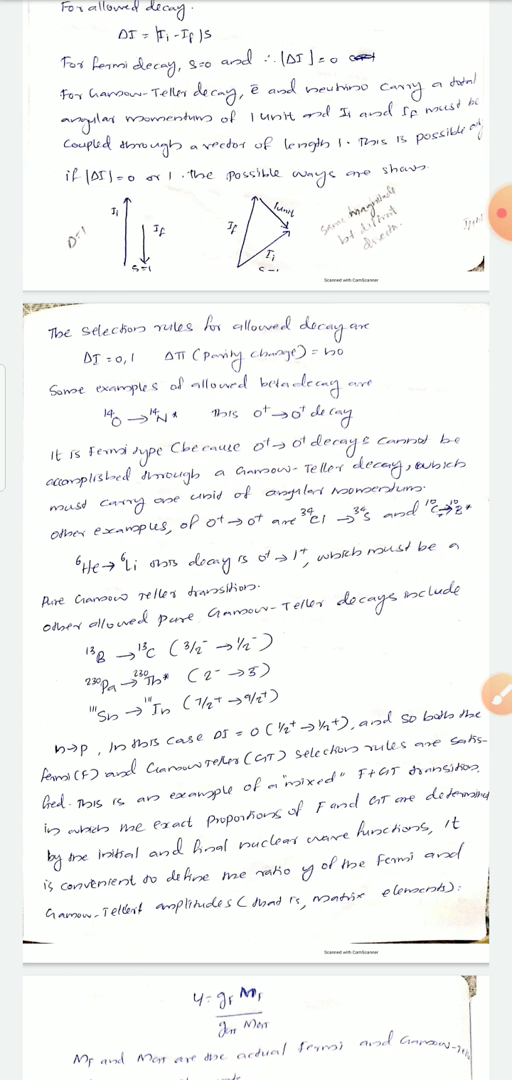 For allowed decay.
ΔI = |Ii - If|S
For fermi decay, S=0 and ∴ |ΔI| = 0
For Gamow-Teller decay, ē and neutrino carry a total
angular momentum of 1 unit and Ii and If must be
coupled through a vector of length 1. This is possible
if |ΔI| = 0 or 1. The possible ways are shown.
Ii If S=1
If 1unit Ii
D=1
same magnitude
but different
Scanned with CamScanner
The selection rules for allowed decay are
ΔI = 0,1 Δπ (parity change) = no
Some examples of allowed beta decay are
¹⁴O → ¹⁴N* This 0⁺→0⁺ decay
It is Fermi type (because 0⁺→0⁺ decays cannot be
accomplished through a Gamow-Teller decay, which
must carry one unit of angular momentum.
other examples, of 0⁺→0⁺ are ³⁴Cl → ³⁴S and ¹⁰C→¹⁰B*
⁶He → ⁶Li this decay is 0⁺→1⁺, which must be a
Pure Gamow Teller transition.
other allowed pure Gamow-Teller decays include
¹³B → ¹³C (3/2⁻ → 1/2⁻)
²³⁰Pa → ²³⁰Th* (2⁻ → 3⁻)
¹¹¹Sn → ¹¹¹In (7/2+ → 9/2+)
n→p, In this case ΔI = 0 (½+ → ½+), and so both the
fermi(F) and Gamow Teller (GT) selection rules are satis-
fied. This is an example of a "mixed" F+GT transition
in which the exact proportions of F and GT are determined
by the initial and final nuclear wave functions, It
is convenient to define the ratio y of the Fermi and
Gamow-Teller amplitudes (that is, matrix elements):
Scanned with CamScanner
y = gF MF
gGT MGT
MF and MGT are the actual fermi and Gamow-Teller